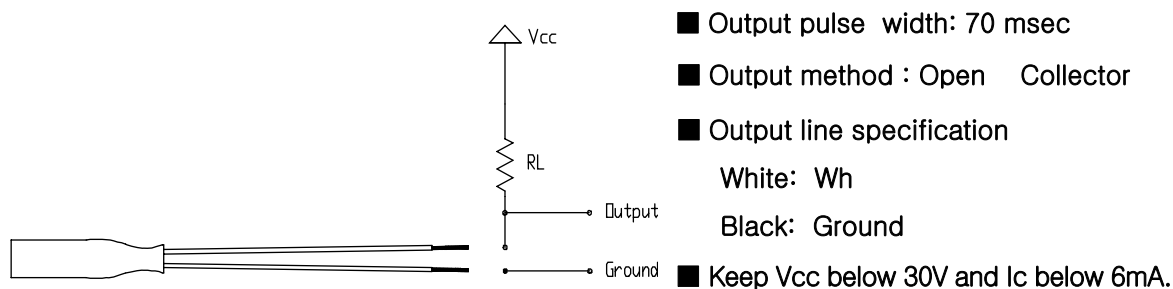 Vcc
RL
Output
Ground
■ Output pulse width: 70 msec
■ Output method : Open Collector
■ Output line specification
White: Wh
Black: Ground
■ Keep Vcc below 30V and Ic below 6mA.